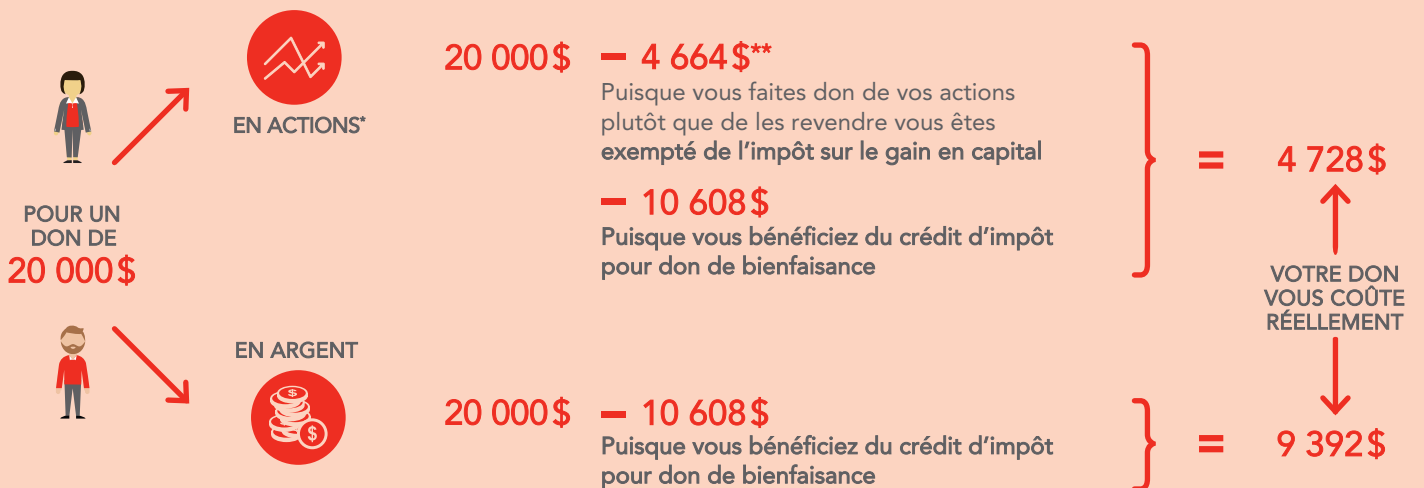 POUR UN
DON DE
20 000 $
EN ACTIONS*
20 000 $ – 4 664 $**
Puisque vous faites don de vos actions
plutôt que de les revendre vous êtes
exempté de l’impôt sur le gain en capital
– 10 608 $
Puisque vous bénéficiez du crédit d’impôt
pour don de bienfaisance
= 4 728 $
VOTRE DON
VOUS COÛTE
RÉELLEMENT
EN ARGENT
$
$
20 000 $ – 10 608 $
Puisque vous bénéficiez du crédit d’impôt
pour don de bienfaisance
= 9 392 $